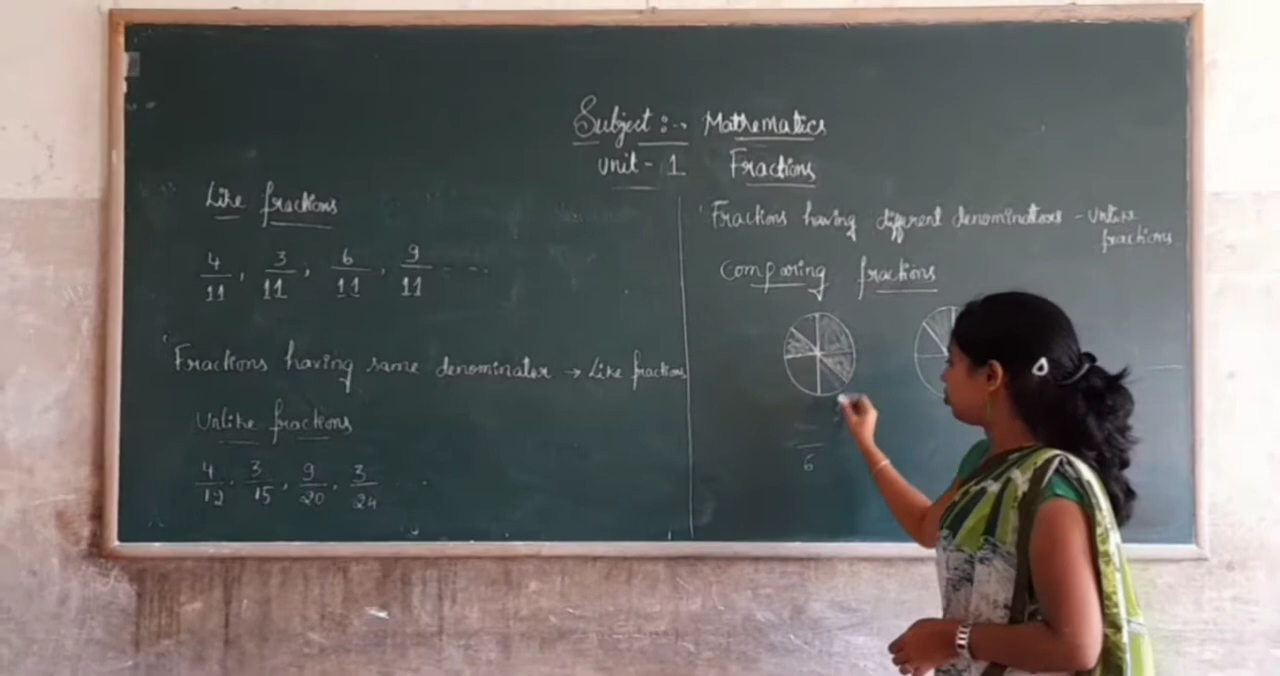 Subject :- Mathematics
Unit - 1 Fractions
Like fractions
4/11, 3/11, 6/11, 9/11 ....
"Fractions having same denominater → Like fractions
Unlike fractions
4/12, 3/15, 9/20, 3/24 ...
"Fractions having different denominators - Unlike
fractions
Comparing fractions
/6